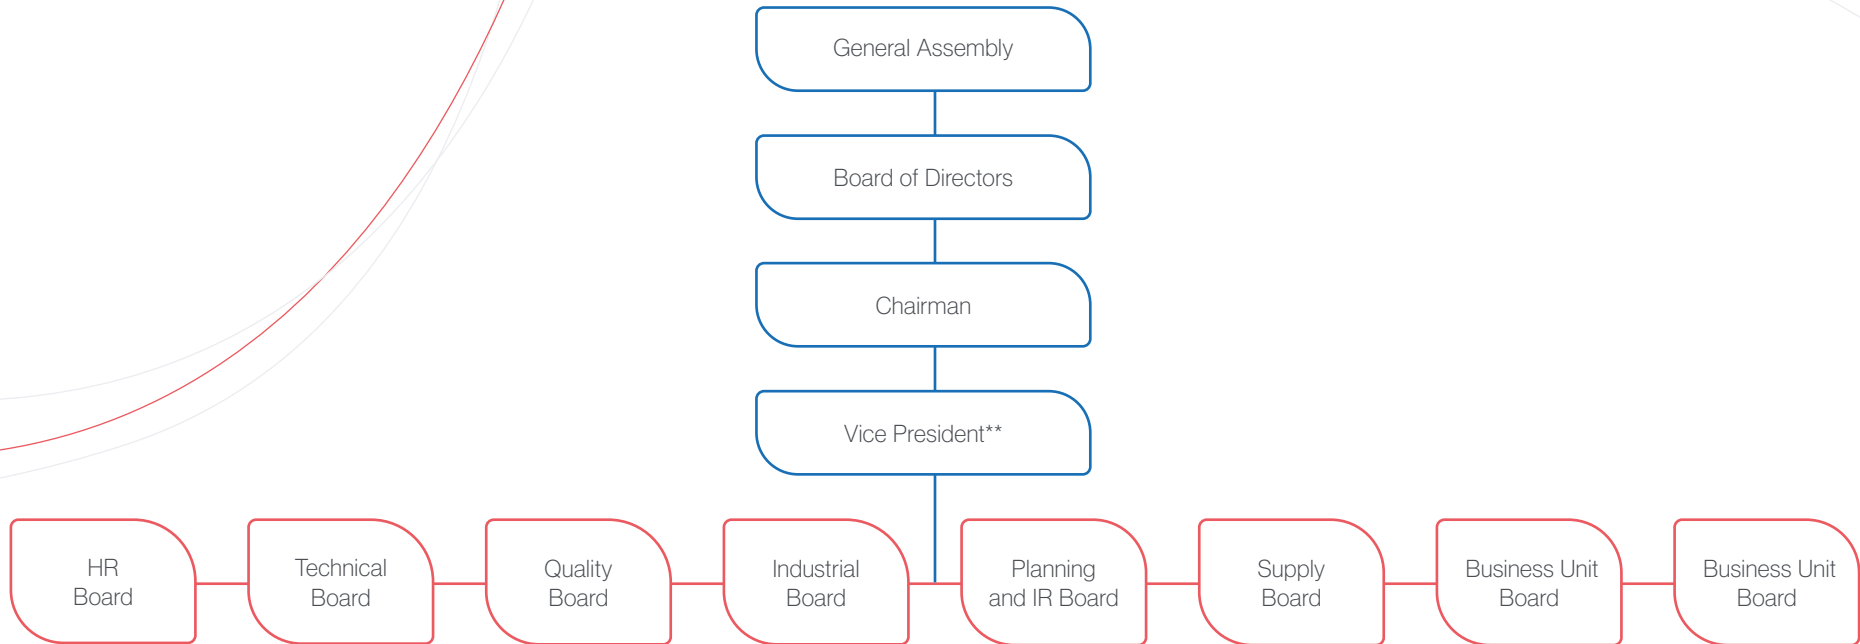 General Assembly
Board of Directors
Chairman
Vice President**
HR
Board
Technical
Board
Quality
Board
Industrial
Board
Planning
and IR Board
Supply
Board
Business Unit
Board
Business Unit
Board